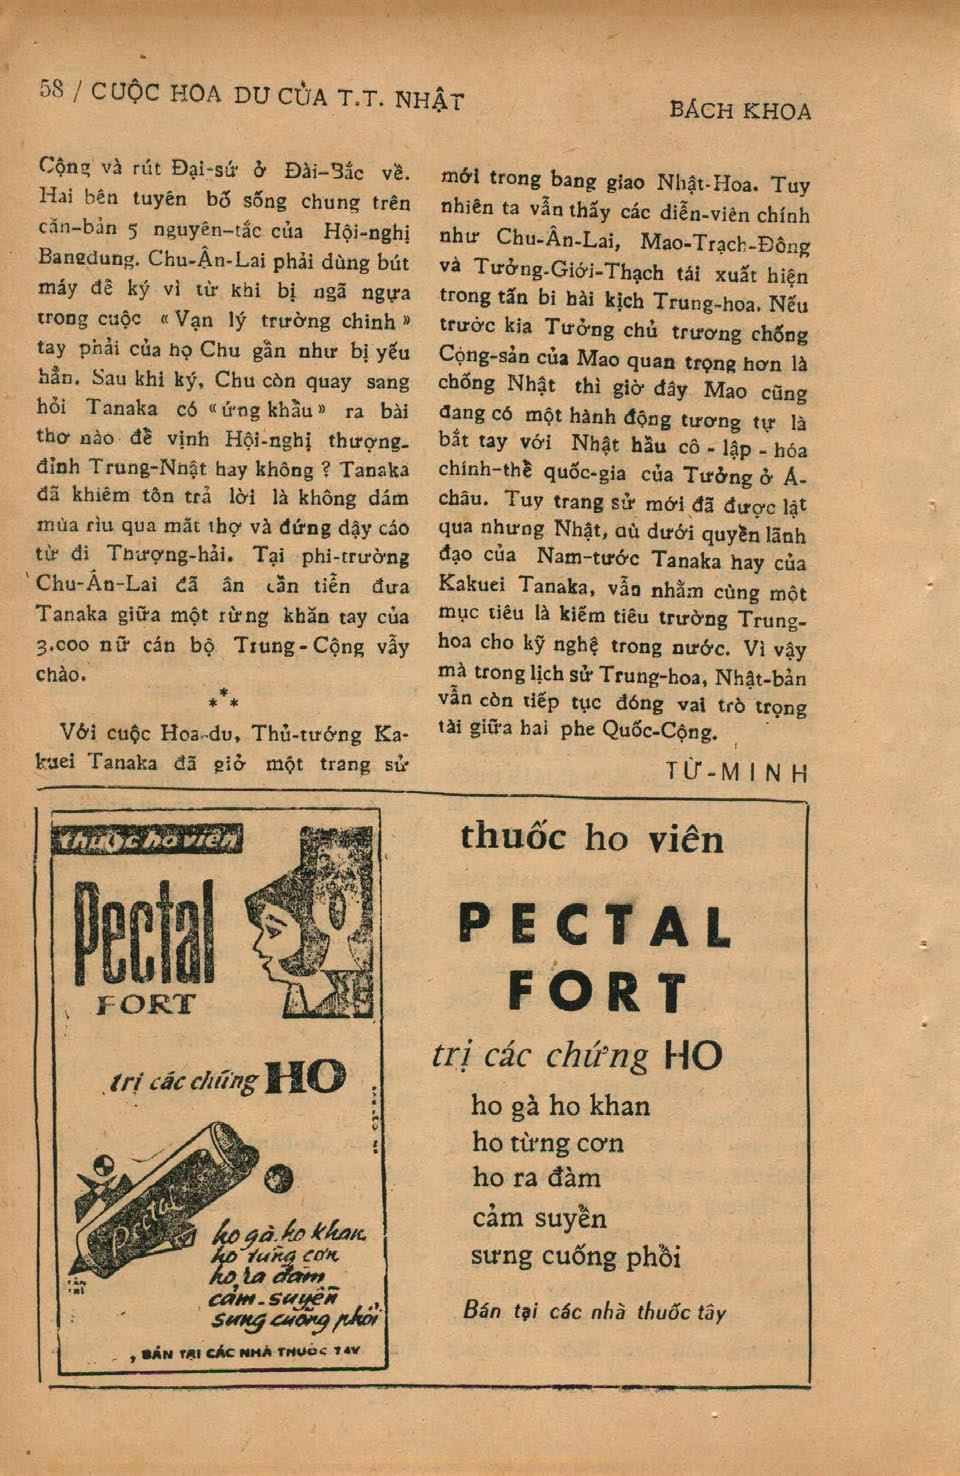 58 / CUỘC HOA DU CỦA T.T. NHẬT
BÁCH KHOA
Cộng và rút Đại-sứ ở Đài-Bắc về.
Hai bên tuyên bố sống chung trên
căn-bản 5 nguyên-tắc của Hội-nghị
Bangdung. Chu-Ân-Lai phải dùng bút
máy để ký vì từ khi bị ngã ngựa
trong cuộc « Vạn lý trường chinh »
tay phải của họ Chu gần như bị yếu
hẳn. Sau khi ký, Chu còn quay sang
hỏi Tanaka có « ứng khẩu » ra bài
thơ nào để vịnh Hội-nghị thượng-
đỉnh Trung-Nhật hay không ? Tanaka
đã khiêm tôn trả lời là không dám
múa rìu qua mắt thợ và đứng dậy cáo
từ đi Thượng-hải. Tại phi-trường
Chu-Ân-Lai đã ân cần tiễn đưa
Tanaka giữa một rừng khăn tay của
3.000 nữ cán bộ Trung-Cộng vẫy
chào.
***
Với cuộc Hoa-du, Thủ-tướng Ka-
kuei Tanaka đã giở một trang sử
mới trong bang giao Nhật-Hoa. Tuy
nhiên ta vẫn thấy các diễn-viên chính
như Chu-Ân-Lai, Mao-Trạch-Đông
và Tưởng-Giới-Thạch tái xuất hiện
trong tấn bi hài kịch Trung-hoa. Nếu
trước kia Tưởng chủ trương chống
Cộng-sản của Mao quan trọng hơn là
chống Nhật thì giờ đây Mao cũng
đang có một hành động tương tự là
bắt tay với Nhật hầu cô - lập - hóa
chính-thể quốc-gia của Tưởng ở Á-
châu. Tuy trang sử mới đã được lật
qua nhưng Nhật, dù dưới quyền lãnh
đạo của Nam-tước Tanaka hay của
Kakuei Tanaka, vẫn nhằm cùng một
mục tiêu là kiếm tiêu trường Trung-
hoa cho kỹ nghệ trong nước. Vì vậy
mà trong lịch sử Trung-hoa, Nhật-bản
vẫn còn tiếp tục đóng vai trò trọng
tài giữa hai phe Quốc-Cộng.
TỪ-MINH
thuốc ho viên
Pectal
FORT
trị các chứng HO
Pectal
ho gà. ho khan
ho từng cơn
ho ra đàm
cảm-suyễn
sưng cuống phổi
BÁN TẠI CÁC NHÀ THUỐC TÂY
thuốc ho viên
PECTAL
FORT
trị các chứng HO
ho gà ho khan
ho từng cơn
ho ra đàm
cảm suyễn
sưng cuống phổi
Bán tại các nhà thuốc tây